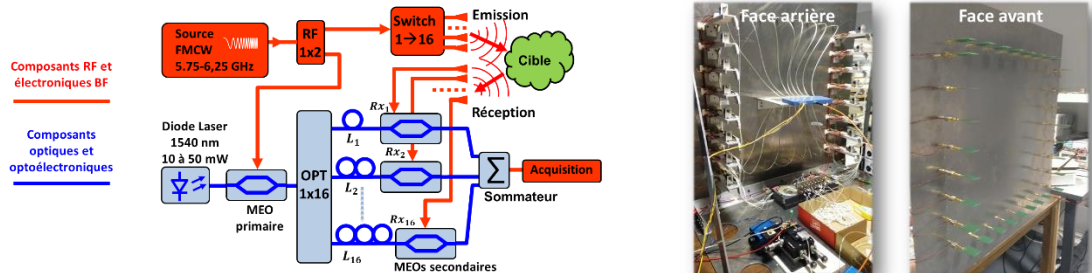 Composants RF et
électroniques BF
Composants
optiques et
optoélectroniques
Source
FMCW
5.75-6,25 GHz
RF
1x2
Switch
1→16
Emission
Cible
Réception
Diode Laser
1540 nm
10 à 50 mW
MEO
primaire
OPT
1x16
L1
L2
L16
Rx1
Rx2
Rx16
MEOs secondaires
Σ
Sommateur
Acquisition
Face arrière
Face avant